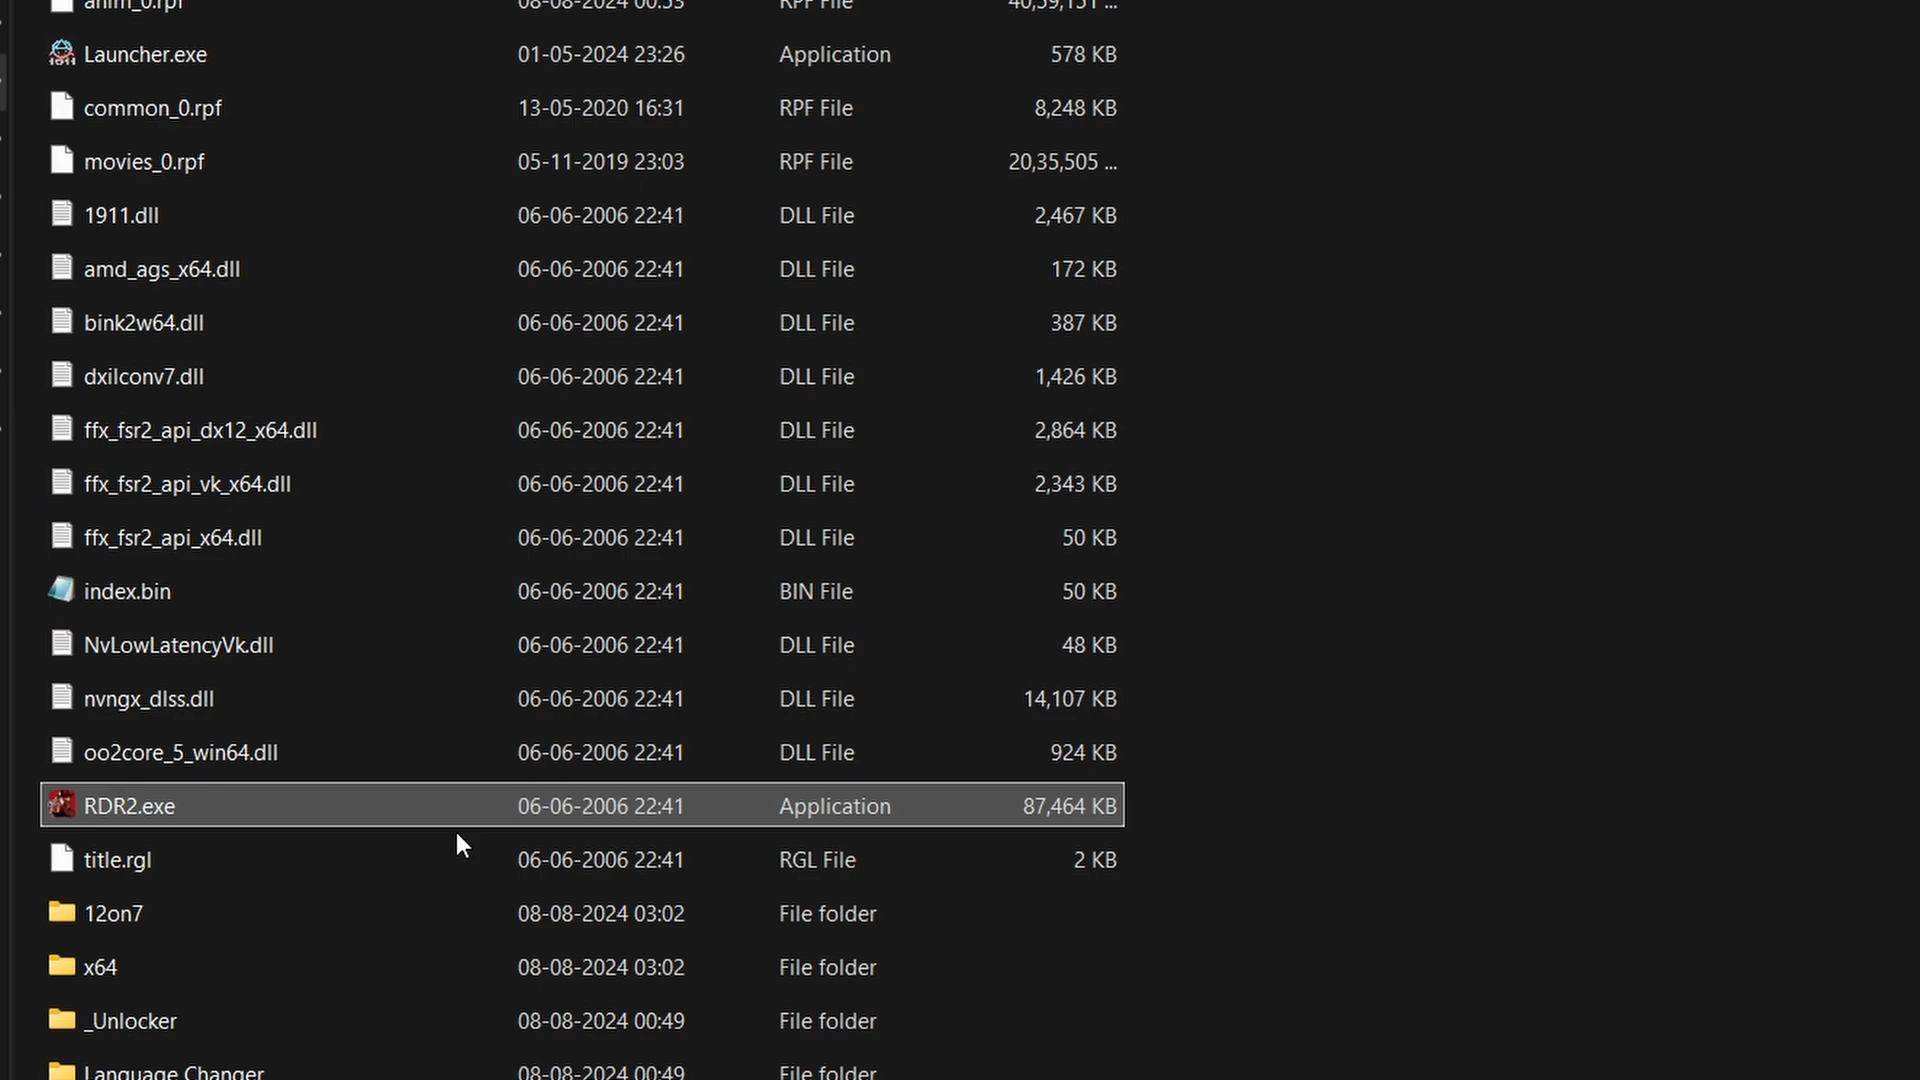 anim_0.rpf 08-08-2024 00:53 RPF File 40,59,151 ...
Launcher.exe 01-05-2024 23:26 Application 578 KB
common_0.rpf 13-05-2020 16:31 RPF File 8,248 KB
movies_0.rpf 05-11-2019 23:03 RPF File 20,35,505 ...
1911.dll 06-06-2006 22:41 DLL File 2,467 KB
amd_ags_x64.dll 06-06-2006 22:41 DLL File 172 KB
bink2w64.dll 06-06-2006 22:41 DLL File 387 KB
dxilconv7.dll 06-06-2006 22:41 DLL File 1,426 KB
ffx_fsr2_api_dx12_x64.dll 06-06-2006 22:41 DLL File 2,864 KB
ffx_fsr2_api_vk_x64.dll 06-06-2006 22:41 DLL File 2,343 KB
ffx_fsr2_api_x64.dll 06-06-2006 22:41 DLL File 50 KB
index.bin 06-06-2006 22:41 BIN File 50 KB
NvLowLatencyVk.dll 06-06-2006 22:41 DLL File 48 KB
nvngx_dlss.dll 06-06-2006 22:41 DLL File 14,107 KB
oo2core_5_win64.dll 06-06-2006 22:41 DLL File 924 KB
RDR2.exe 06-06-2006 22:41 Application 87,464 KB
title.rgl 06-06-2006 22:41 RGL File 2 KB
12on7 08-08-2024 03:02 File folder
x64 08-08-2024 03:02 File folder
_Unlocker 08-08-2024 00:49 File folder
Language Changer 08-08-2024 00:49 File folder